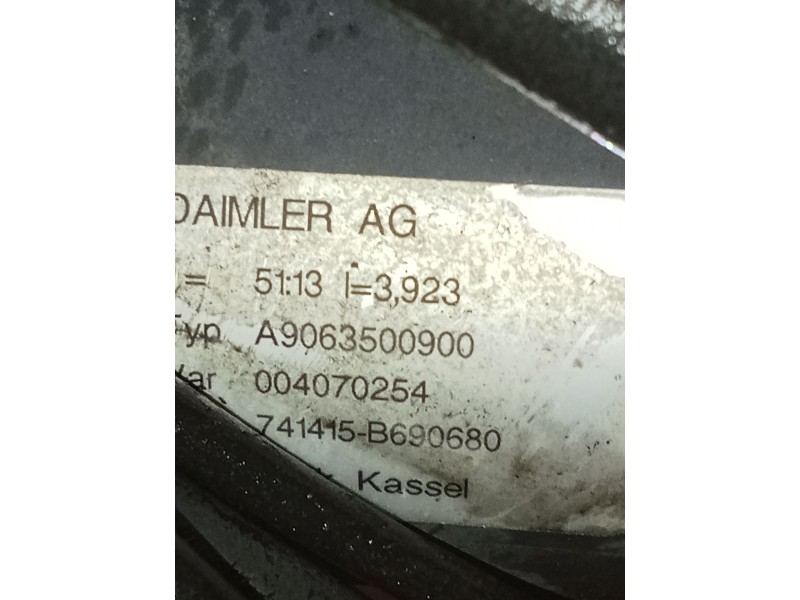 DAIMLER AG
= 51:13 i=3,923
Typ A9063500900
Var 004070254
741415-B690680
Kassel